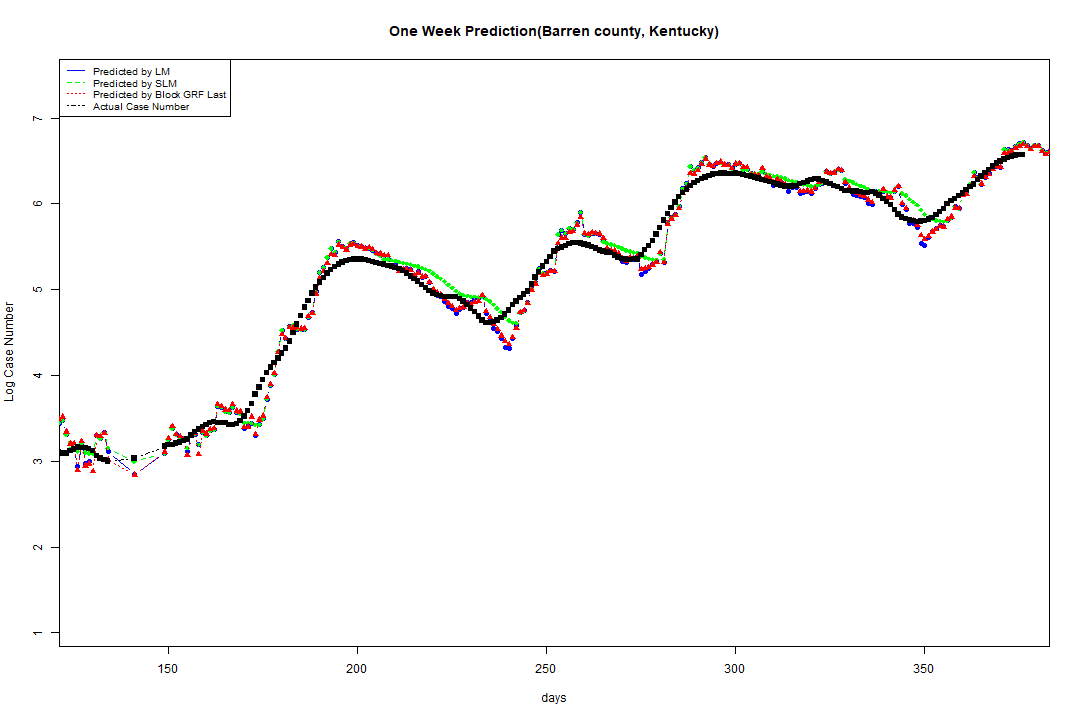 One Week Prediction(Barren county, Kentucky)
Predicted by LM
Predicted by SLM
Predicted by Block GRF Last
Actual Case Number
Log Case Number
7
6
5
4
3
2
1
150 200 250 300 350
days